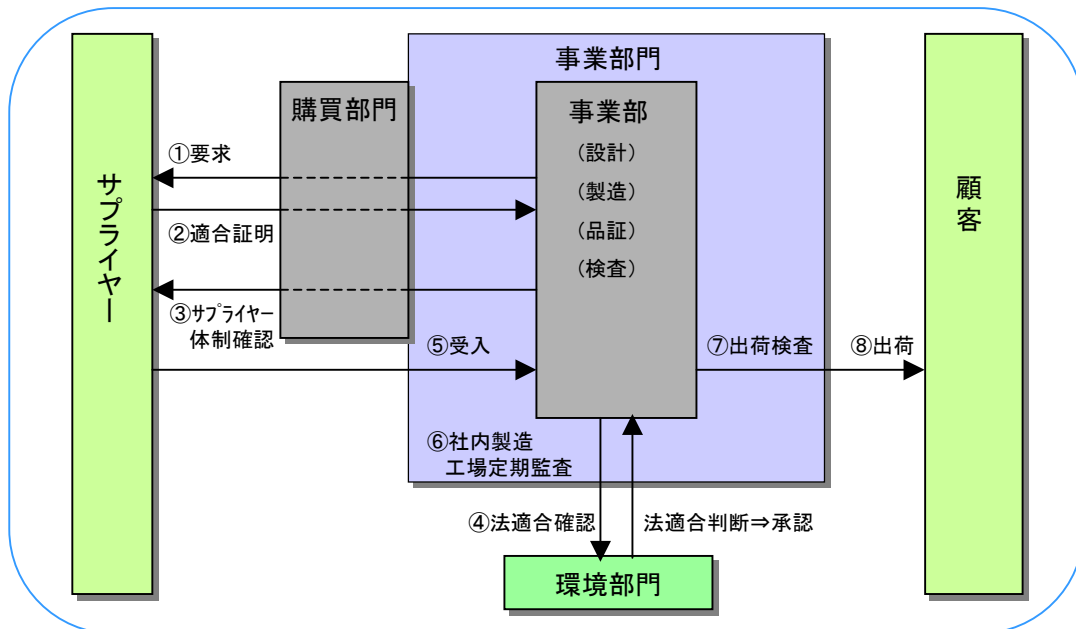 事業部門
購買部門
事業部
（設計）
（製造）
（品証）
（検査）
サプライヤー
顧客
①要求
②適合証明
③ｻﾌﾟﾗｲﾔｰ
体制確認
⑤受入
⑦出荷検査
⑧出荷
⑥社内製造
工場定期監査
④法適合確認
法適合判断⇒承認
環境部門